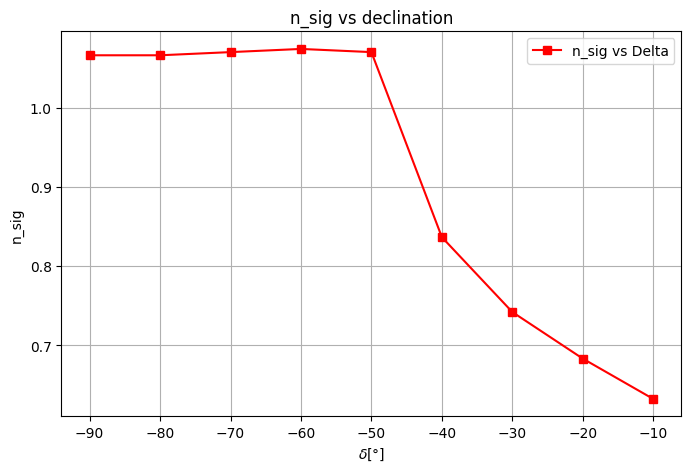 n_sig vs declination
n_sig vs Delta
n_sig
1.0
0.9
0.8
0.7
−90 −80 −70 −60 −50 −40 −30 −20 −10
δ[°]